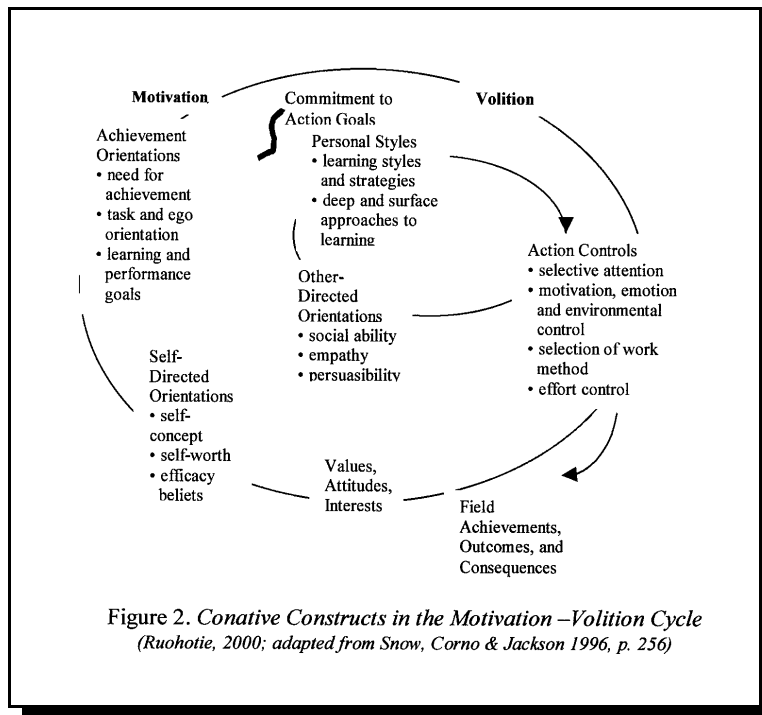 Motivation
Commitment to
Action Goals
Volition
Achievement
Orientations
• need for
achievement
• task and ego
orientation
• learning and
performance
goals
Personal Styles
• learning styles
and strategies
• deep and surface
approaches to
learning
Action Controls
• selective attention
• motivation, emotion
and environmental
control
• selection of work
method
• effort control
Other-
Directed
Orientations
• social ability
• empathy
• persuasibility
Self-
Directed
Orientations
• self-
concept
• self-worth
• efficacy
beliefs
Values,
Attitudes,
Interests
Field
Achievements,
Outcomes, and
Consequences
Figure 2. Conative Constructs in the Motivation –Volition Cycle
(Ruohotie, 2000; adapted from Snow, Corno & Jackson 1996, p. 256)